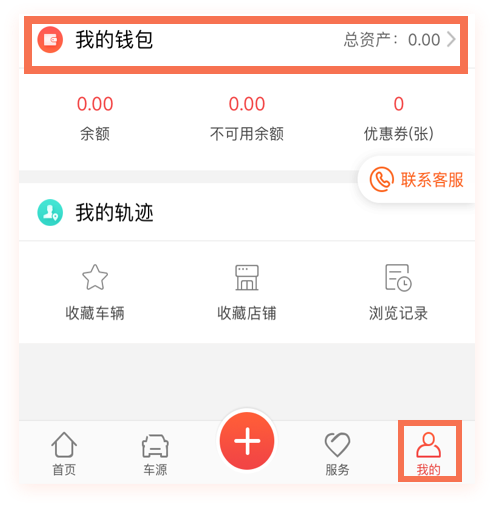 我的钱包 总资产：0.00
0.00 0.00 0
余额 不可用余额 优惠券(张)
联系客服
我的轨迹
收藏车辆 收藏店铺 浏览记录
首页 车源 服务 我的